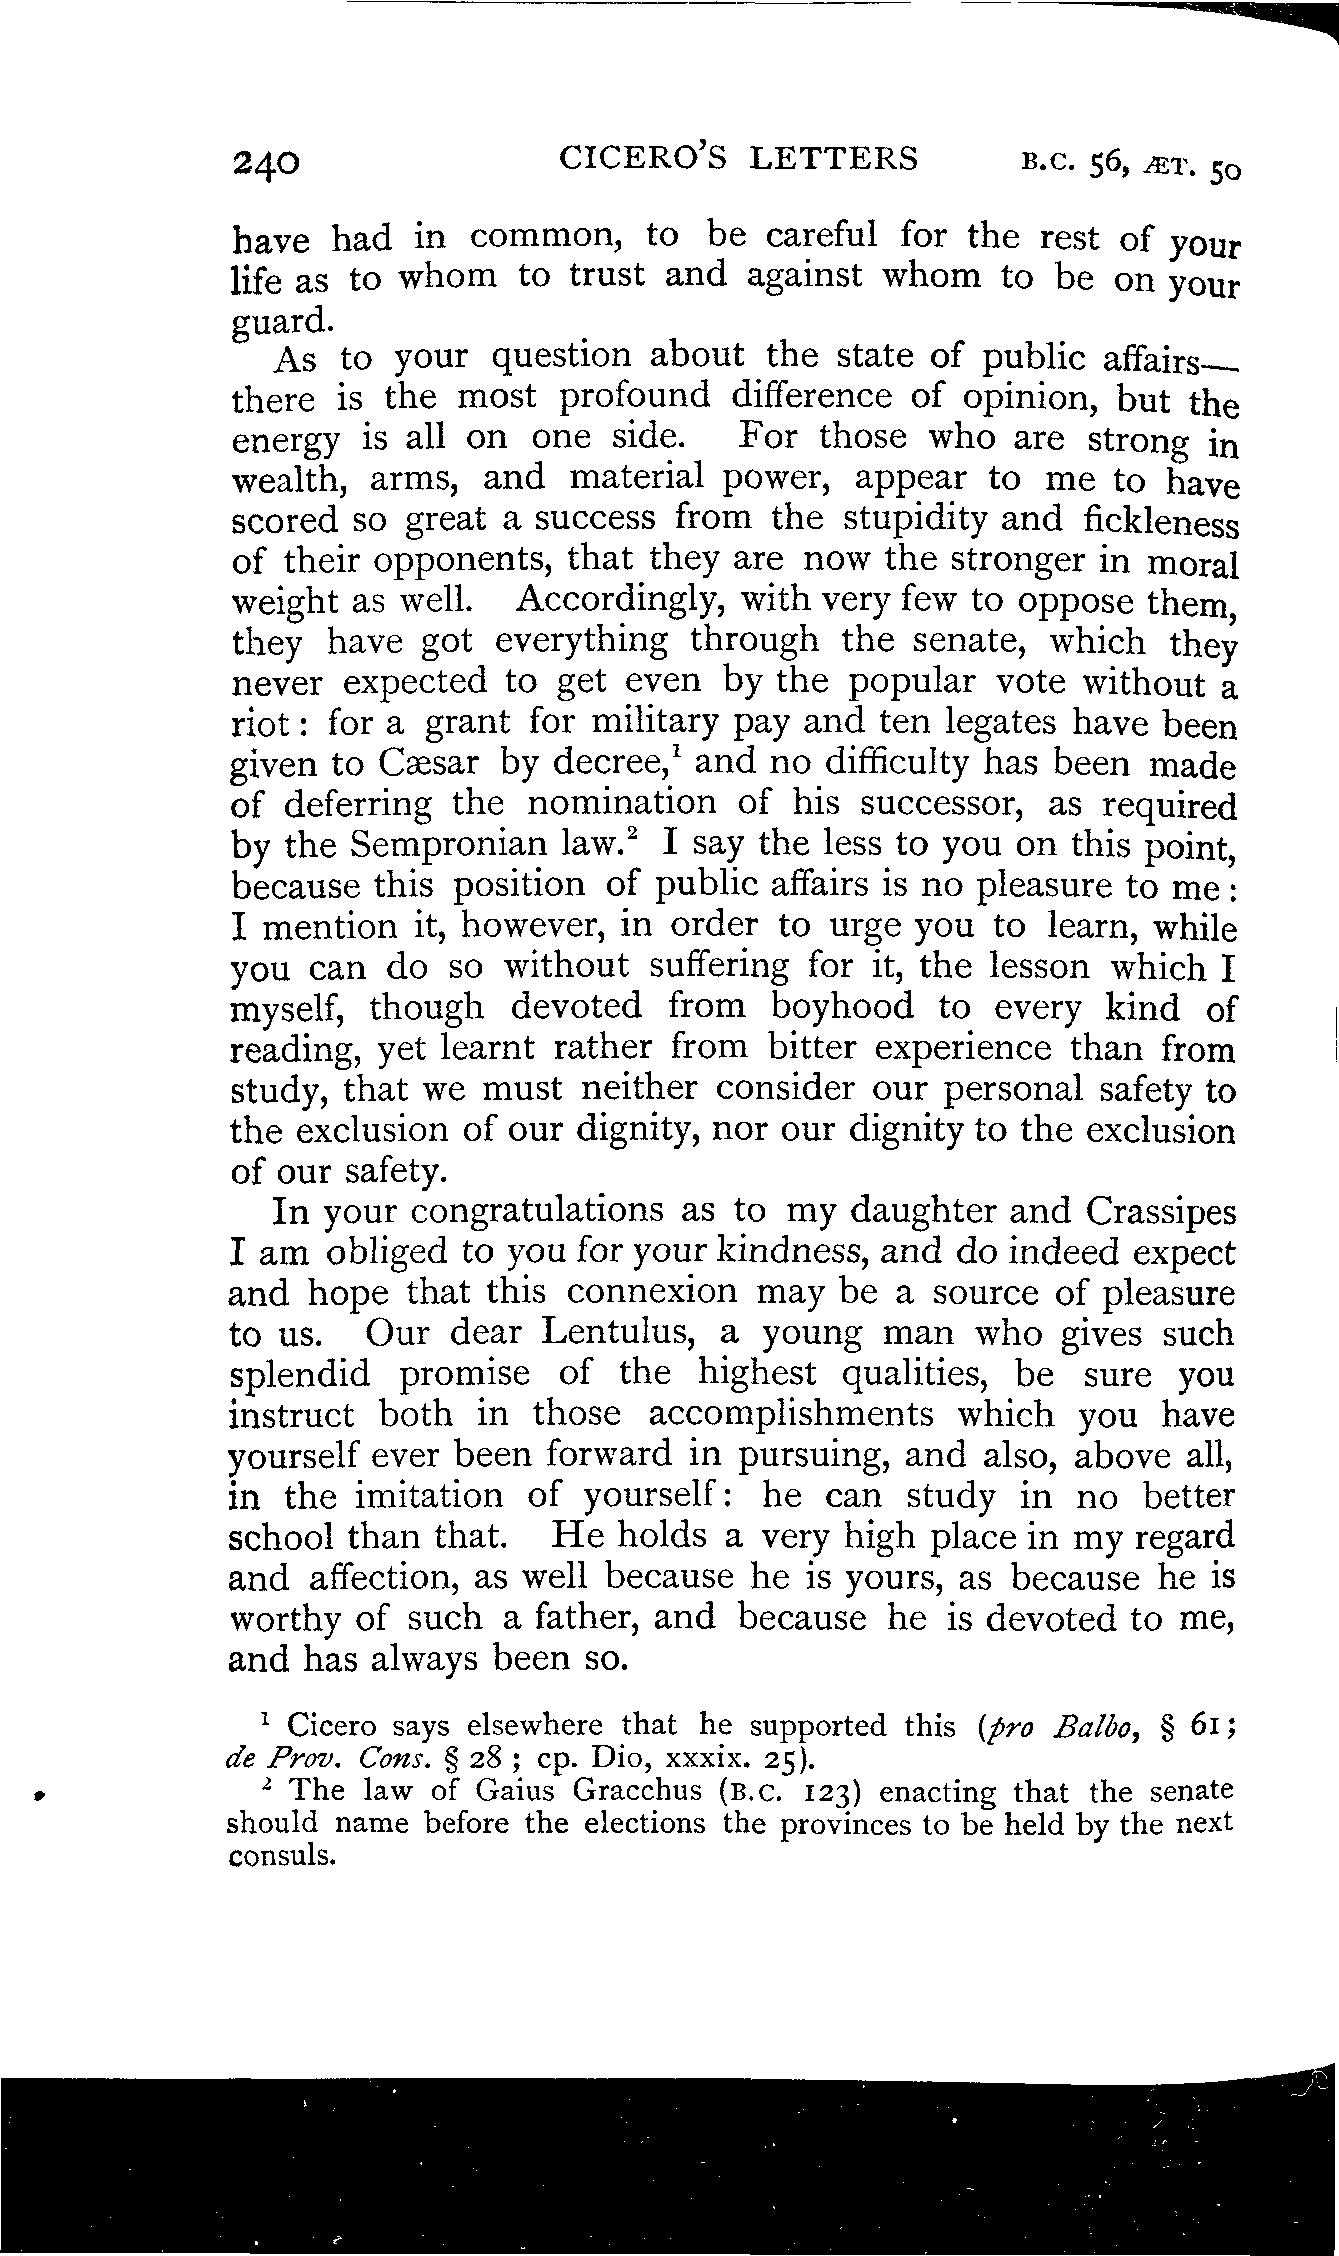 240 CICERO'S LETTERS B.C. 56, ÆT. 50
have had in common, to be careful for the rest of your
life as to whom to trust and against whom to be on your
guard.
As to your question about the state of public affairs—
there is the most profound difference of opinion, but the
energy is all on one side. For those who are strong in
wealth, arms, and material power, appear to me to have
scored so great a success from the stupidity and fickleness
of their opponents, that they are now the stronger in moral
weight as well. Accordingly, with very few to oppose them,
they have got everything through the senate, which they
never expected to get even by the popular vote without a
riot : for a grant for military pay and ten legates have been
given to Cæsar by decree,¹ and no difficulty has been made
of deferring the nomination of his successor, as required
by the Sempronian law.² I say the less to you on this point,
because this position of public affairs is no pleasure to me :
I mention it, however, in order to urge you to learn, while
you can do so without suffering for it, the lesson which I
myself, though devoted from boyhood to every kind of
reading, yet learnt rather from bitter experience than from
study, that we must neither consider our personal safety to
the exclusion of our dignity, nor our dignity to the exclusion
of our safety.
In your congratulations as to my daughter and Crassipes
I am obliged to you for your kindness, and do indeed expect
and hope that this connexion may be a source of pleasure
to us. Our dear Lentulus, a young man who gives such
splendid promise of the highest qualities, be sure you
instruct both in those accomplishments which you have
yourself ever been forward in pursuing, and also, above all,
in the imitation of yourself : he can study in no better
school than that. He holds a very high place in my regard
and affection, as well because he is yours, as because he is
worthy of such a father, and because he is devoted to me,
and has always been so.
¹ Cicero says elsewhere that he supported this (pro Balbo, § 61 ;
de Prov. Cons. § 28 ; cp. Dio, xxxix. 25).
² The law of Gaius Gracchus (B.C. 123) enacting that the senate
should name before the elections the provinces to be held by the next
consuls.